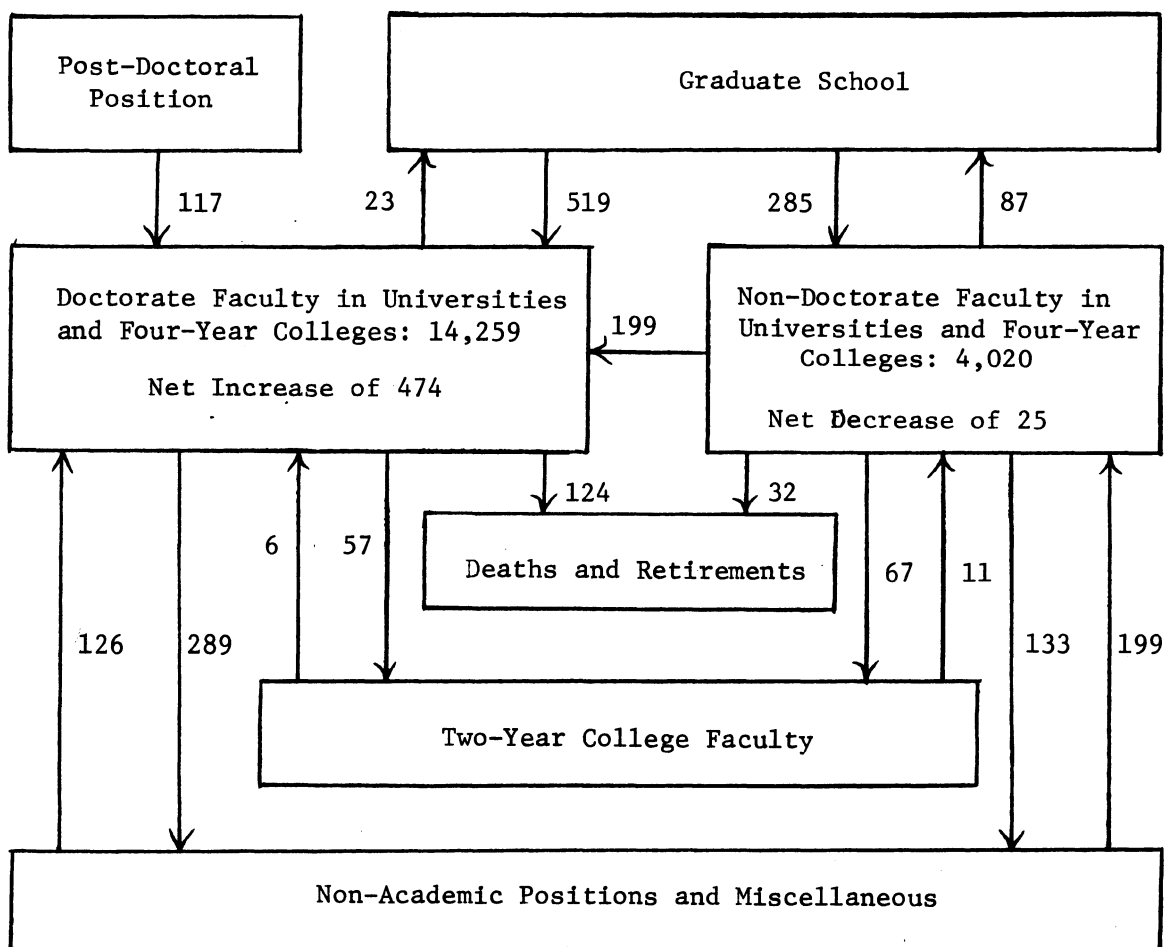 Post-Doctoral
Position
Graduate School
117
23
519
285
87
Doctorate Faculty in Universities
and Four-Year Colleges: 14,259
Net Increase of 474
199
Non-Doctorate Faculty in
Universities and Four-Year
Colleges: 4,020
Net Decrease of 25
124
32
6
57
Deaths and Retirements
67
11
126
289
133
199
Two-Year College Faculty
Non-Academic Positions and Miscellaneous